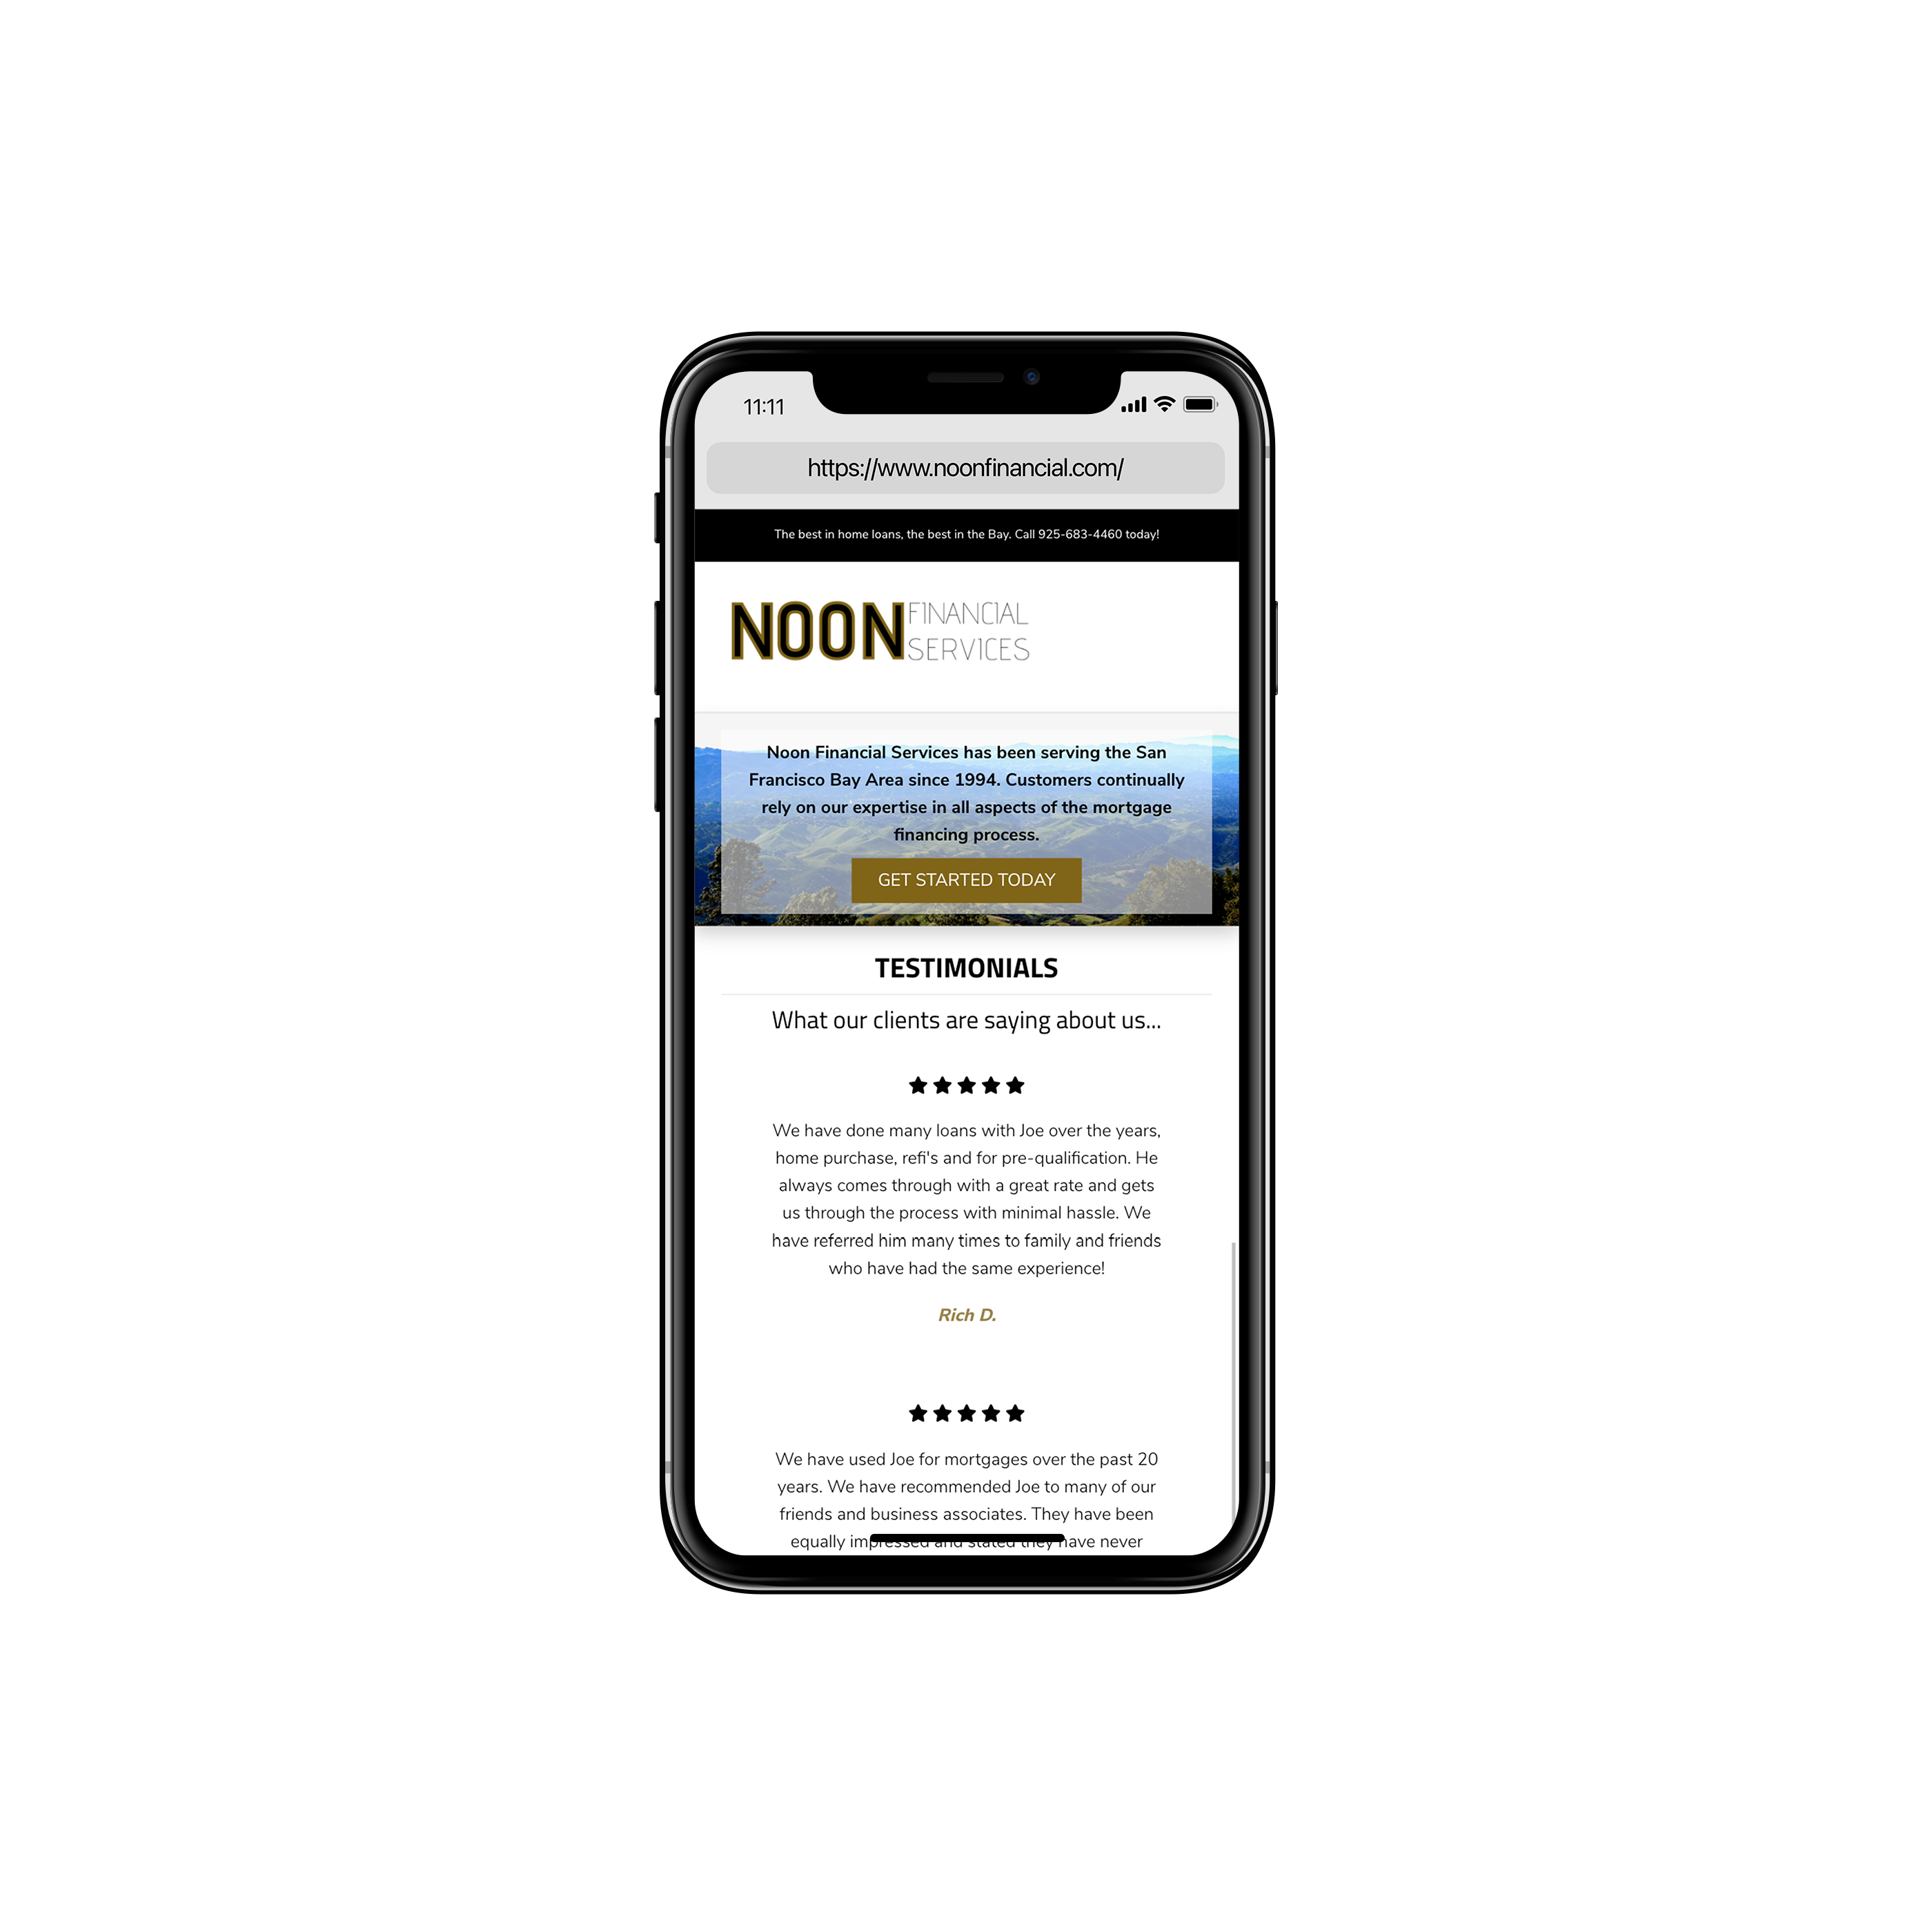 11:11
https://www.noonfinancial.com/
The best in home loans, the best in the Bay. Call 925-683-4460 today!
NOON FINANCIAL
SERVICES
Noon Financial Services has been serving the San
Francisco Bay Area since 1994. Customers continually
rely on our expertise in all aspects of the mortgage
financing process.
GET STARTED TODAY
TESTIMONIALS
What our clients are saying about us...
We have done many loans with Joe over the years,
home purchase, refi's and for pre-qualification. He
always comes through with a great rate and gets
us through the process with minimal hassle. We
have referred him many times to family and friends
who have had the same experience!
Rich D.
We have used Joe for mortgages over the past 20
years. We have recommended Joe to many of our
friends and business associates. They have been
equally impressed and stated they have never